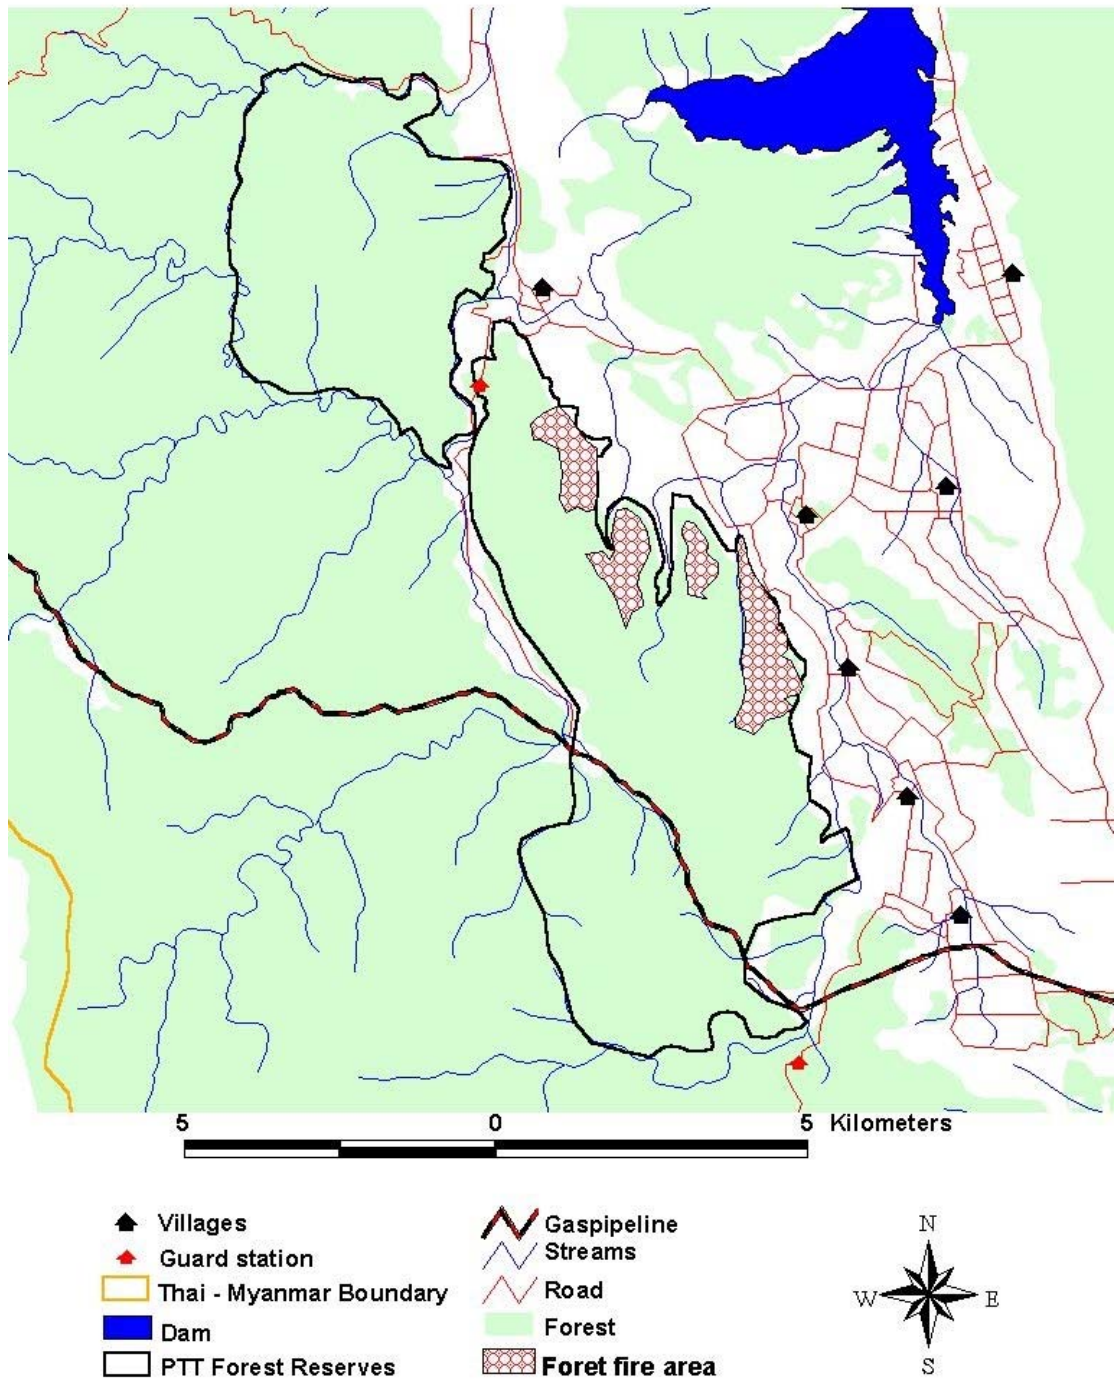 5 0 5 Kilometers
Villages
Guard station
Thai - Myanmar Boundary
Dam
PTT Forest Reserves
Gaspipeline
Streams
Road
Forest
Foret fire area
N
W E
S